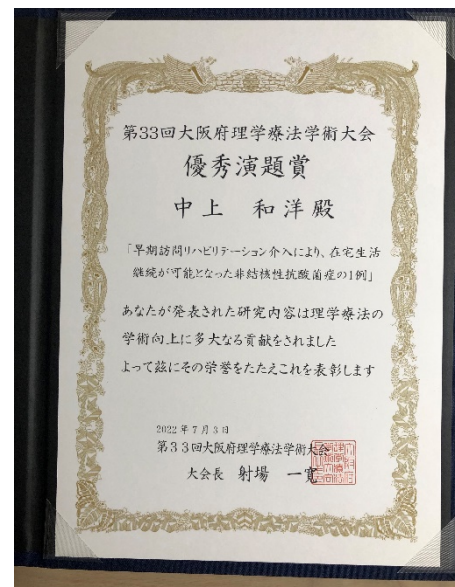 第33回大阪府理学療法学術大会
優秀演題賞
中上 和洋殿
「早期訪問リハビリテーション介入により、在宅生活
継続が可能となった非結核性抗酸菌症の1例」
あなたが発表された研究内容は理学療法の
学術向上に多大なる貢献をされました
よって茲にその栄誉をたたえこれを表彰します
2022年7月3日
第33回大阪府理学療法学術大会
大会長 射場 一寛